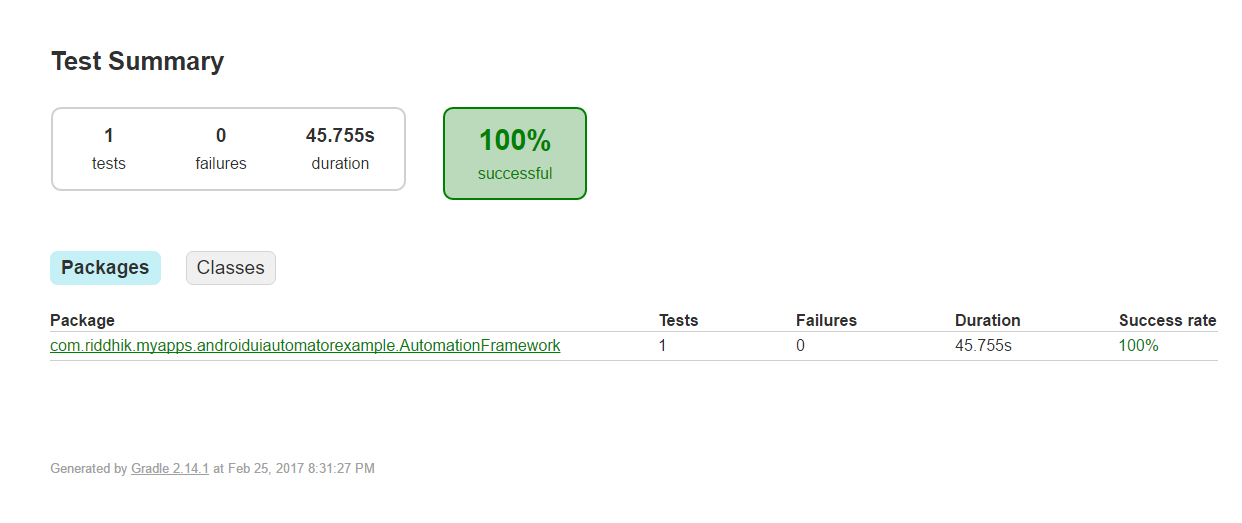 Test Summary
1 0 45.755s
tests failures duration
100%
successful
Packages Classes
Package Tests Failures Duration Success rate
com.riddhik.myapps.androiduiautomatorexample.AutomationFramework 1 0 45.755s 100%
Generated by Gradle 2.14.1 at Feb 25, 2017 8:31:27 PM